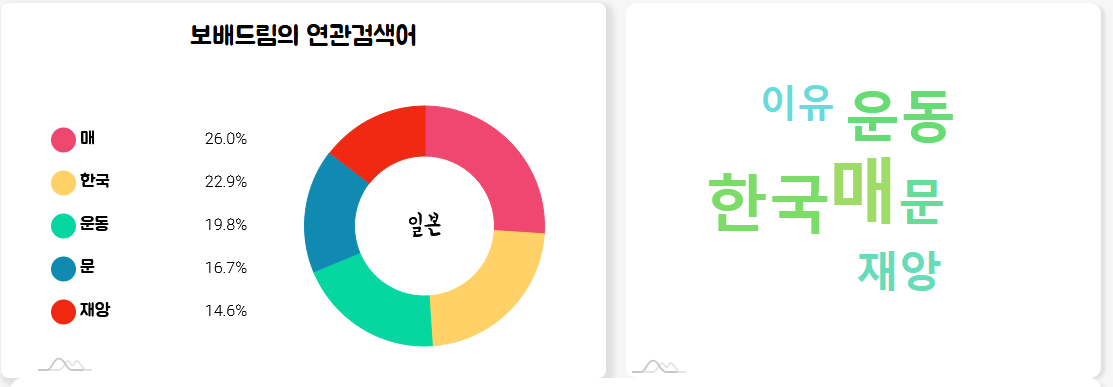 보배드림의 연관검색어
매 26.0%
한국 22.9%
운동 19.8%
문 16.7%
재앙 14.6%
일본
이유 운동
한국 매 문
재앙